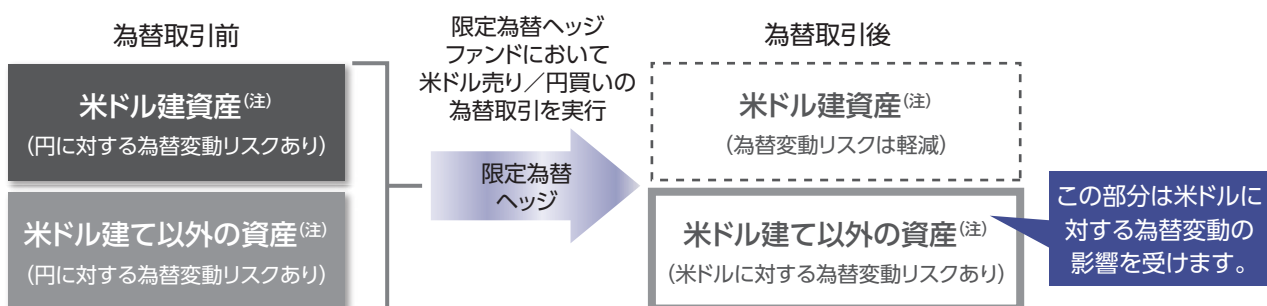 為替取引前
米ドル建資産(注)
(円に対する為替変動リスクあり)
米ドル建て以外の資産(注)
(円に対する為替変動リスクあり)
限定為替ヘッジ
ファンドにおいて
米ドル売り／円買いの
為替取引を実行
限定為替
ヘッジ
為替取引後
米ドル建資産(注)
(為替変動リスクは軽減)
米ドル建て以外の資産(注)
(米ドルに対する為替変動リスクあり)
この部分は米ドルに
対する為替変動の
影響を受けます。